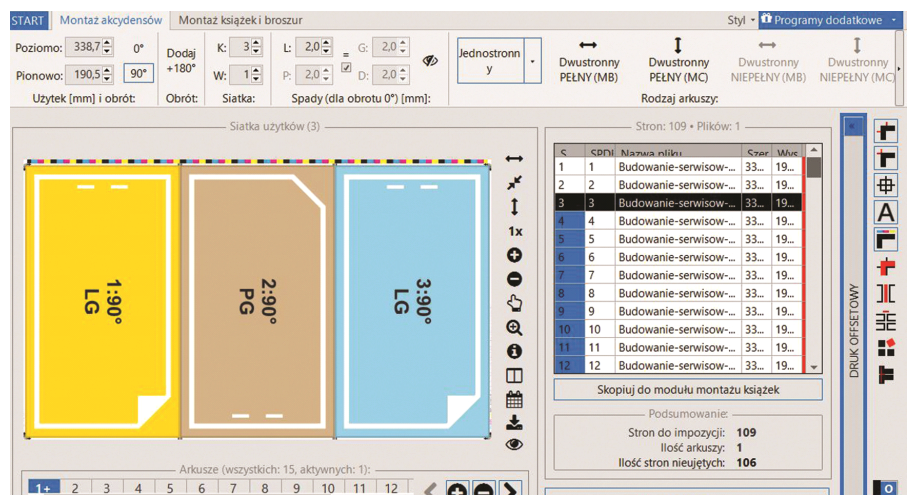 START Montaż akcydensów Montaż książek i broszur Styl Programy dodatkowe
Poziomo: 338,7 0° Dodaj +180° K: 3 L: 2,0 = G: 2,0 Jednostronny Dwustronny PEŁNY (MB) Dwustronny PEŁNY (MC) Dwustronny NIEPEŁNY (MB) Dwustronny NIEPEŁNY (MC)
Pionowo: 190,5 90° W: 1 P: 2,0 D: 2,0
Użytek [mm] i obrót: Obrót: Siatka: Spady (dla obrotu 0°) [mm]: Rodzaj arkuszy:
Siatka użytków (3)
1:90°
LG
2:90°
PG
3:90°
LG
1x
Arkusze (wszystkich: 15, aktywnych: 1):
1+ 2 3 4 5 6 7 8 9 10 11 12
Stron: 109 • Plików: 1
S SPDI Nazwa pliku Szer Wys
1 1 Budowanie-serwisow-... 33... 19...
2 2 Budowanie-serwisow-... 33... 19...
3 3 Budowanie-serwisow-... 33... 19...
4 4 Budowanie-serwisow-... 33... 19...
5 5 Budowanie-serwisow-... 33... 19...
6 6 Budowanie-serwisow-... 33... 19...
7 7 Budowanie-serwisow-... 33... 19...
8 8 Budowanie-serwisow-... 33... 19...
9 9 Budowanie-serwisow-... 33... 19...
10 10 Budowanie-serwisow-... 33... 19...
11 11 Budowanie-serwisow-... 33... 19...
12 12 Budowanie-serwisow-... 33... 19...
Skopiuj do modułu montażu książek
Podsumowanie:
Stron do impozycji: 109
Ilość arkuszy: 1
Ilość stron nieujętych: 106
DRUK OFFSETOWY
A
O